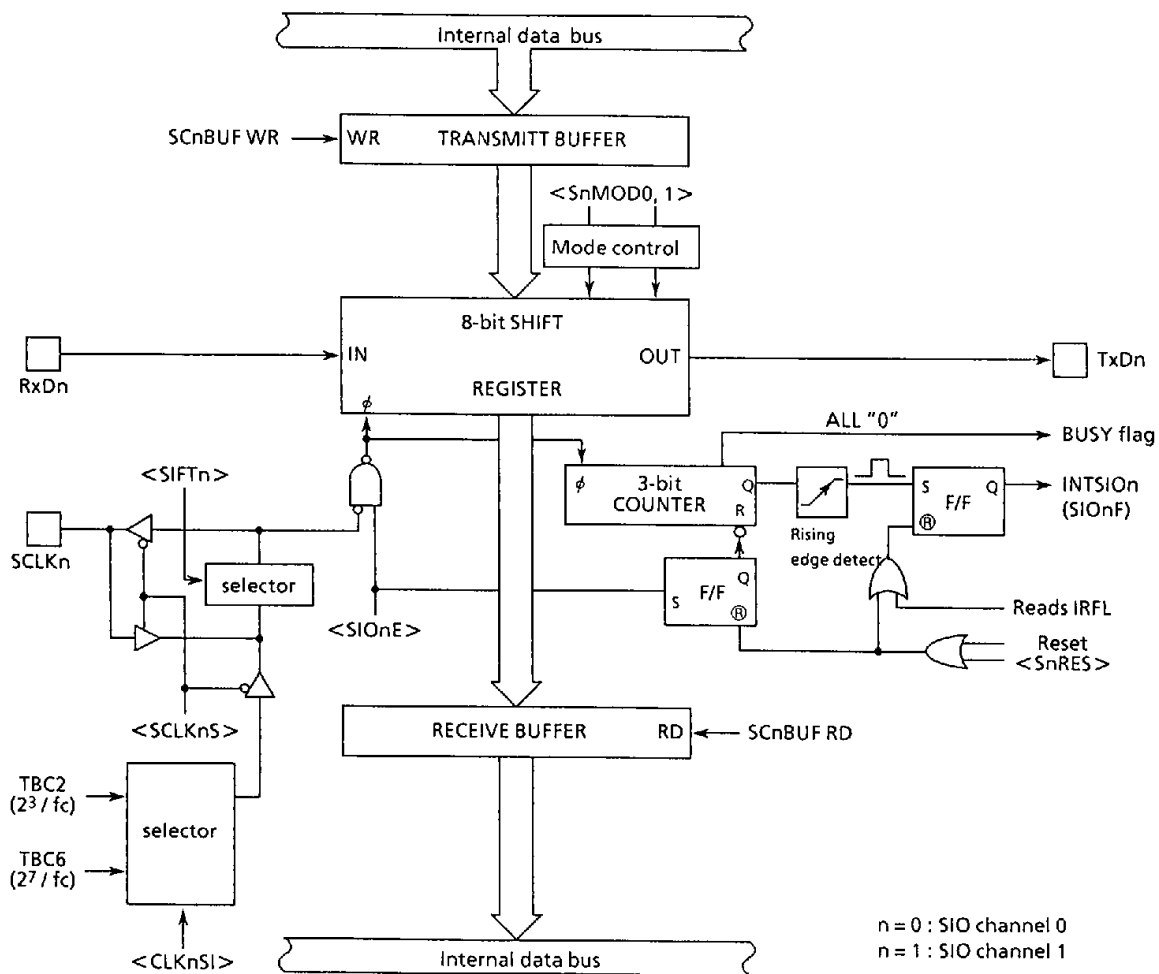 Internal data bus
SCnBUF WR
WR TRANSMITT BUFFER
<SnMOD0, 1>
Mode control
8-bit SHIFT
IN
OUT
REGISTER
ϕ
RxDn
TxDn
ALL "0"
BUSY flag
<SIFTn>
ϕ
3-bit
COUNTER
Q
R
S
F/F
Q
Ⓡ
INTSIOn
(SIOnF)
SCLKn
Rising
edge detect
selector
S
F/F
Q
Ⓡ
<SIOnE>
Reads IRFL
Reset
<SnRES>
<SCLKnS>
RECEIVE BUFFER
RD
SCnBUF RD
TBC2
(2³ / fc)
selector
TBC6
(2⁷ / fc)
<CLKnSI>
Internal data bus
n = 0 : SIO channel 0
n = 1 : SIO channel 1